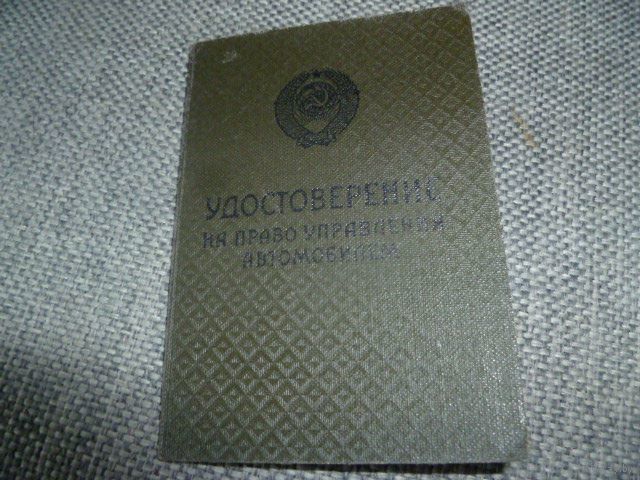 УДОСТОВЕРЕНИЕ
НА ПРАВО УПРАВЛЕНИЯ
АВТОМОБИЛЕМ